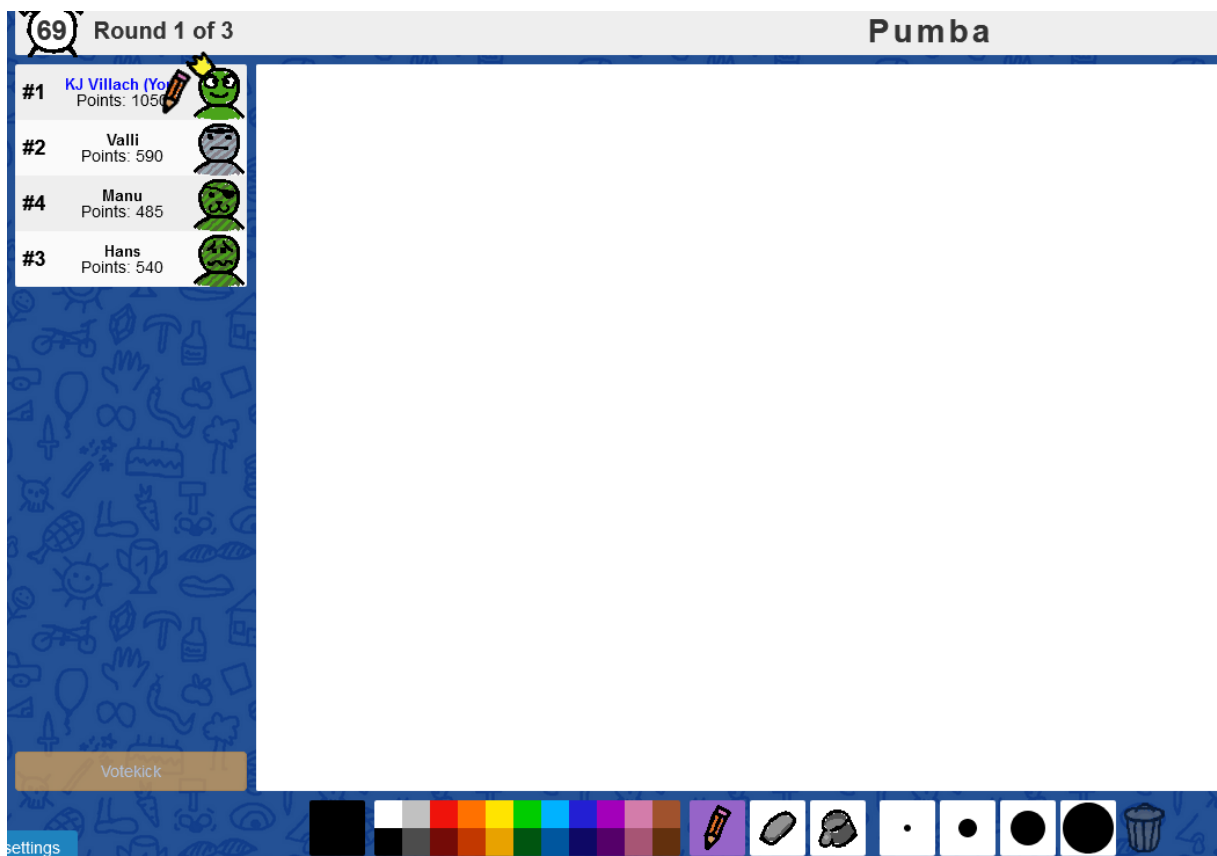 69 Round 1 of 3 Pumba
#1 KJ Villach (Yo
Points: 1050
#2 Valli
Points: 590
#4 Manu
Points: 485
#3 Hans
Points: 540
Votekick
settings